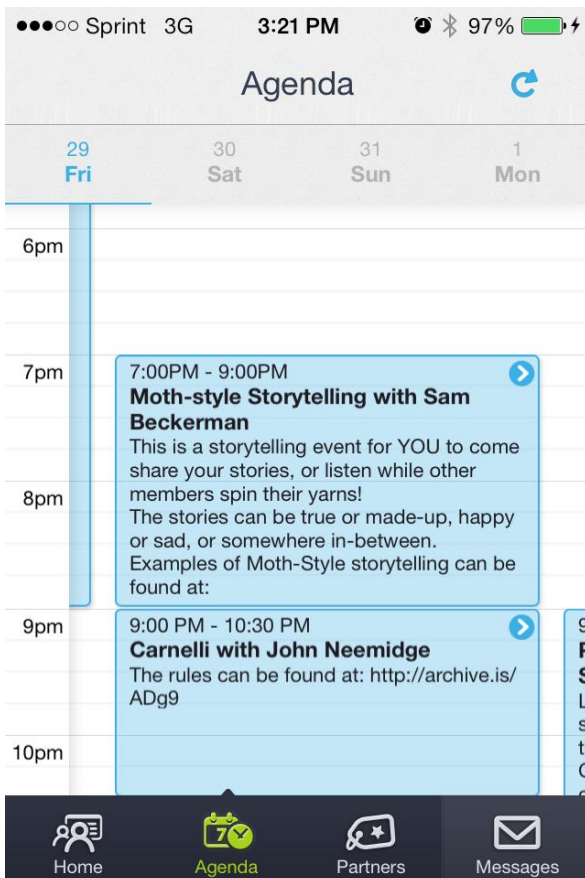 Sprint 3G 3:21 PM 97%
Agenda
29 30 31 1
Fri Sat Sun Mon
6pm
7pm
7:00PM - 9:00PM
Moth-style Storytelling with Sam
Beckerman
This is a storytelling event for YOU to come
share your stories, or listen while other
members spin their yarns!
8pm
The stories can be true or made-up, happy
or sad, or somewhere in-between.
Examples of Moth-Style storytelling can be
found at:
9pm
9:00 PM - 10:30 PM
Carnelli with John Neemidge
The rules can be found at: http://archive.is/
ADg9
10pm
7
Home Agenda Partners Messages